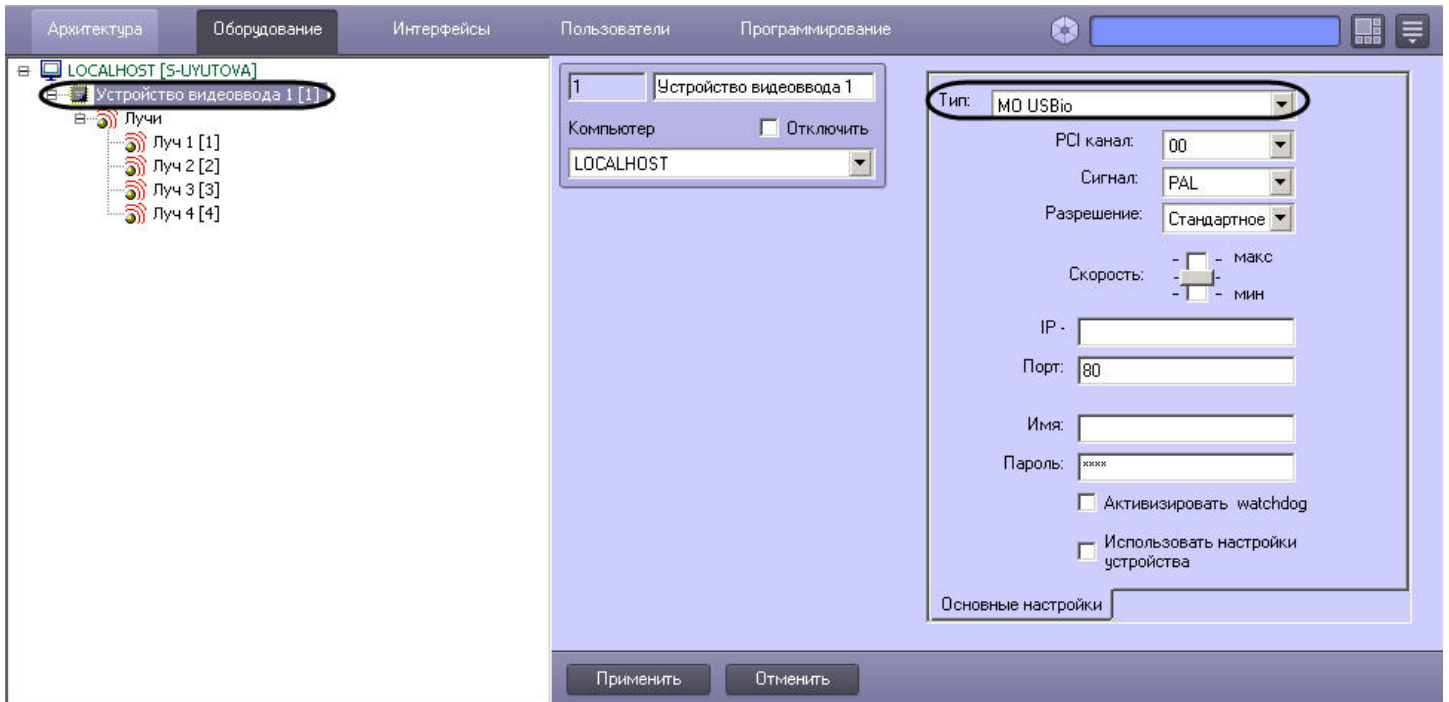 Архитектура Оборудование Интерфейсы Пользователи Программирование
LOCALHOST [S-UYUTOVA]
Устройство видеоввода 1 [1]
Лучи
Луч 1 [1]
Луч 2 [2]
Луч 3 [3]
Луч 4 [4]
1 Устройство видеоввода 1
Компьютер Отключить
LOCALHOST
Тип: МО USBio
PCI канал: 00
Сигнал: PAL
Разрешение: Стандартное
Скорость: макс
мин
IP -
Порт: 80
Имя:
Пароль: ****
Активизировать watchdog
Использовать настройки
устройства
Основные настройки
Применить Отменить